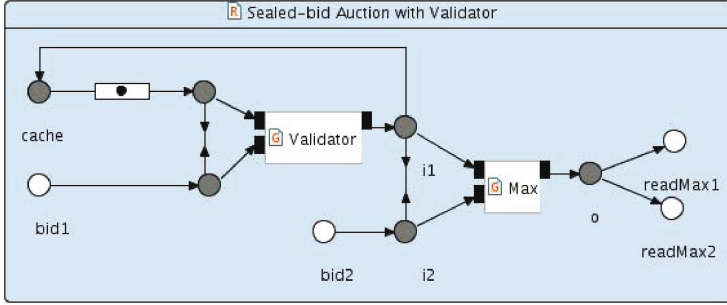 R Sealed-bid Auction with Validator
cache
G Validator
i1
readMax1
G Max
bid1
o
readMax2
bid2
i2